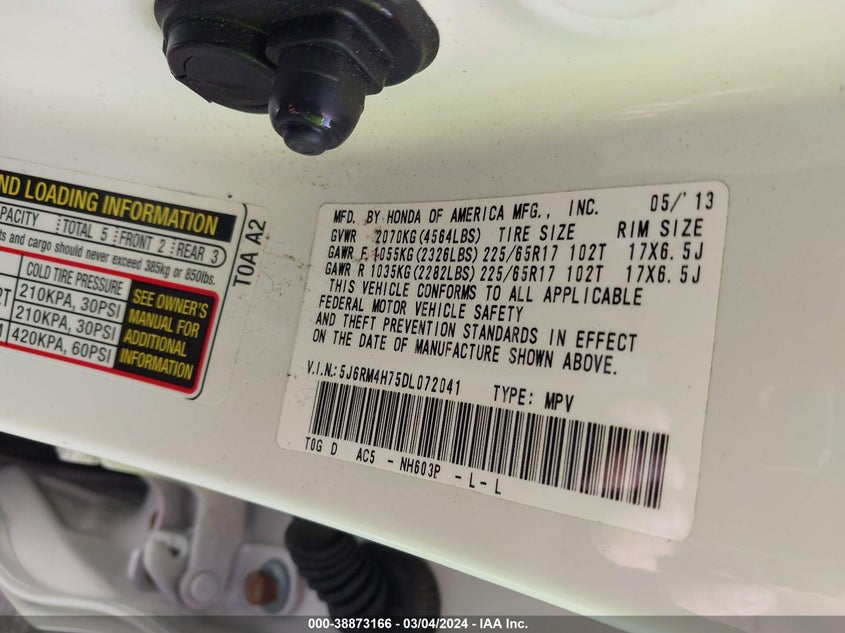 ND LOADING INFORMATION
PACITY TOTAL 5 FRONT 2 REAR 3
ts and cargo should never exceed 385kg or 850lbs.
COLD TIRE PRESSURE
210KPA, 30PSI
210KPA, 30PSI
420KPA, 60PSI
SEE OWNER'S
MANUAL FOR
ADDITIONAL
INFORMATION
T0A A2
MFD. BY HONDA OF AMERICA MFG., INC. 05/'13
GVWR 2070KG(4564LBS) TIRE SIZE RIM SIZE
GAWR F 1055KG(2326LBS) 225/65R17 102T 17X6.5J
GAWR R 1035KG(2282LBS) 225/65R17 102T 17X6.5J
THIS VEHICLE CONFORMS TO ALL APPLICABLE
FEDERAL MOTOR VEHICLE SAFETY
AND THEFT PREVENTION STANDARDS IN EFFECT
ON THE DATE OF MANUFACTURE SHOWN ABOVE.
V.I.N.: 5J6RM4H75DL072041 TYPE: MPV
T0G D AC5 - NH603P - L - L
000-38873166 - 03/04/2024 - IAA Inc.